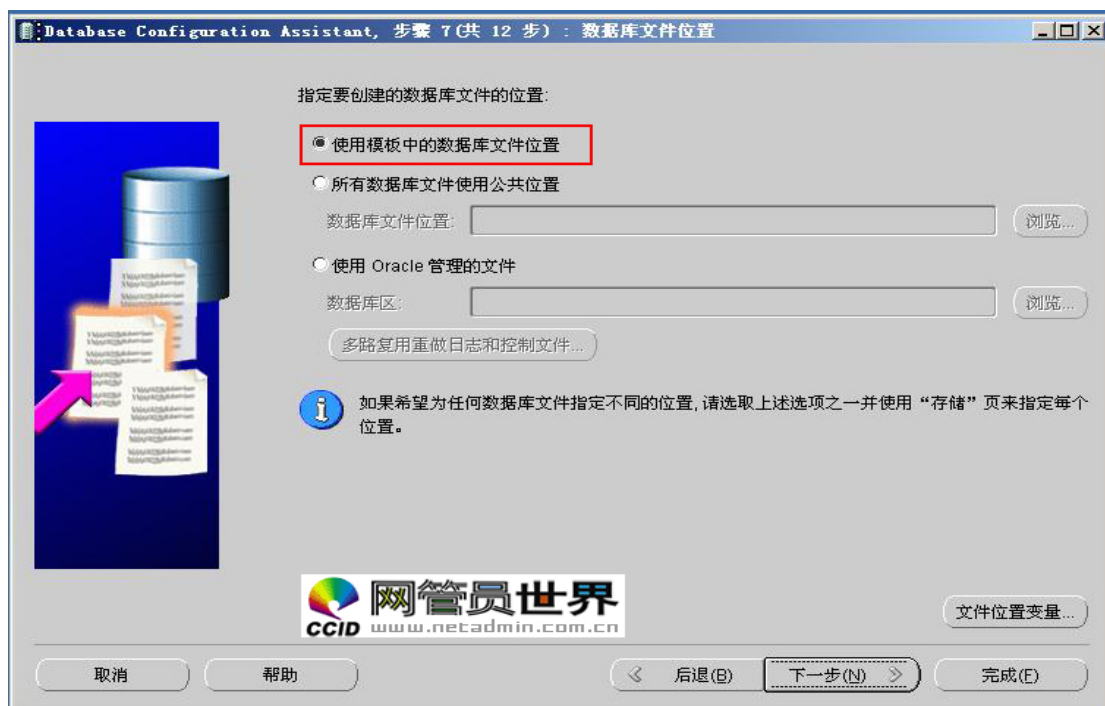 Database Configuration Assistant, 步骤 7(共 12 步) : 数据库文件位置
指定要创建的数据库文件的位置:
使用模板中的数据库文件位置
所有数据库文件使用公共位置
数据库文件位置:
浏览...
使用 Oracle 管理的文件
数据库区:
浏览...
多路复用重做日志和控制文件...
如果希望为任何数据库文件指定不同的位置,请选取上述选项之一并使用“存储”页来指定每个
位置。
CCID 网管员世界
www.netadmin.com.cn
文件位置变量...
取消
帮助
后退(B)
下一步(N)
完成(F)